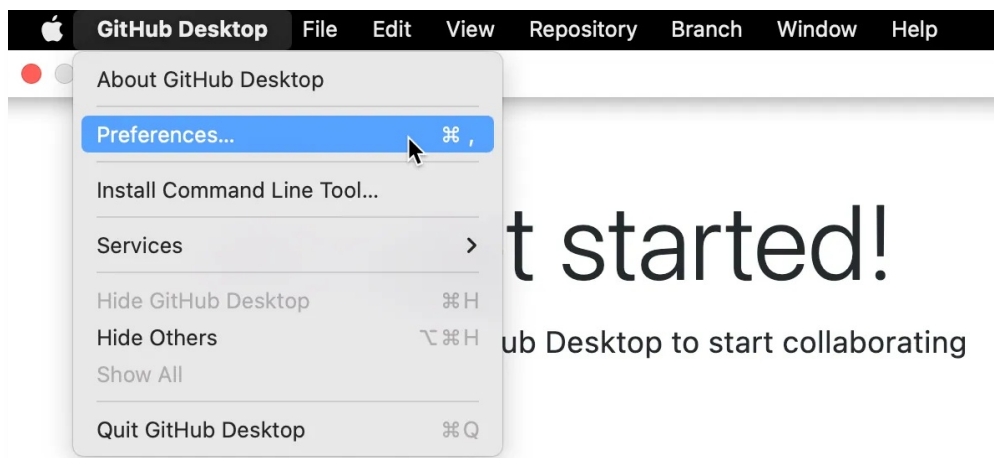 GitHub Desktop File Edit View Repository Branch Window Help
About GitHub Desktop
Preferences... ⌘ ,
Install Command Line Tool...
Services
t started!
Hide GitHub Desktop ⌘H
Hide Others ⌥⌘H
ub Desktop to start collaborating
Show All
Quit GitHub Desktop ⌘Q